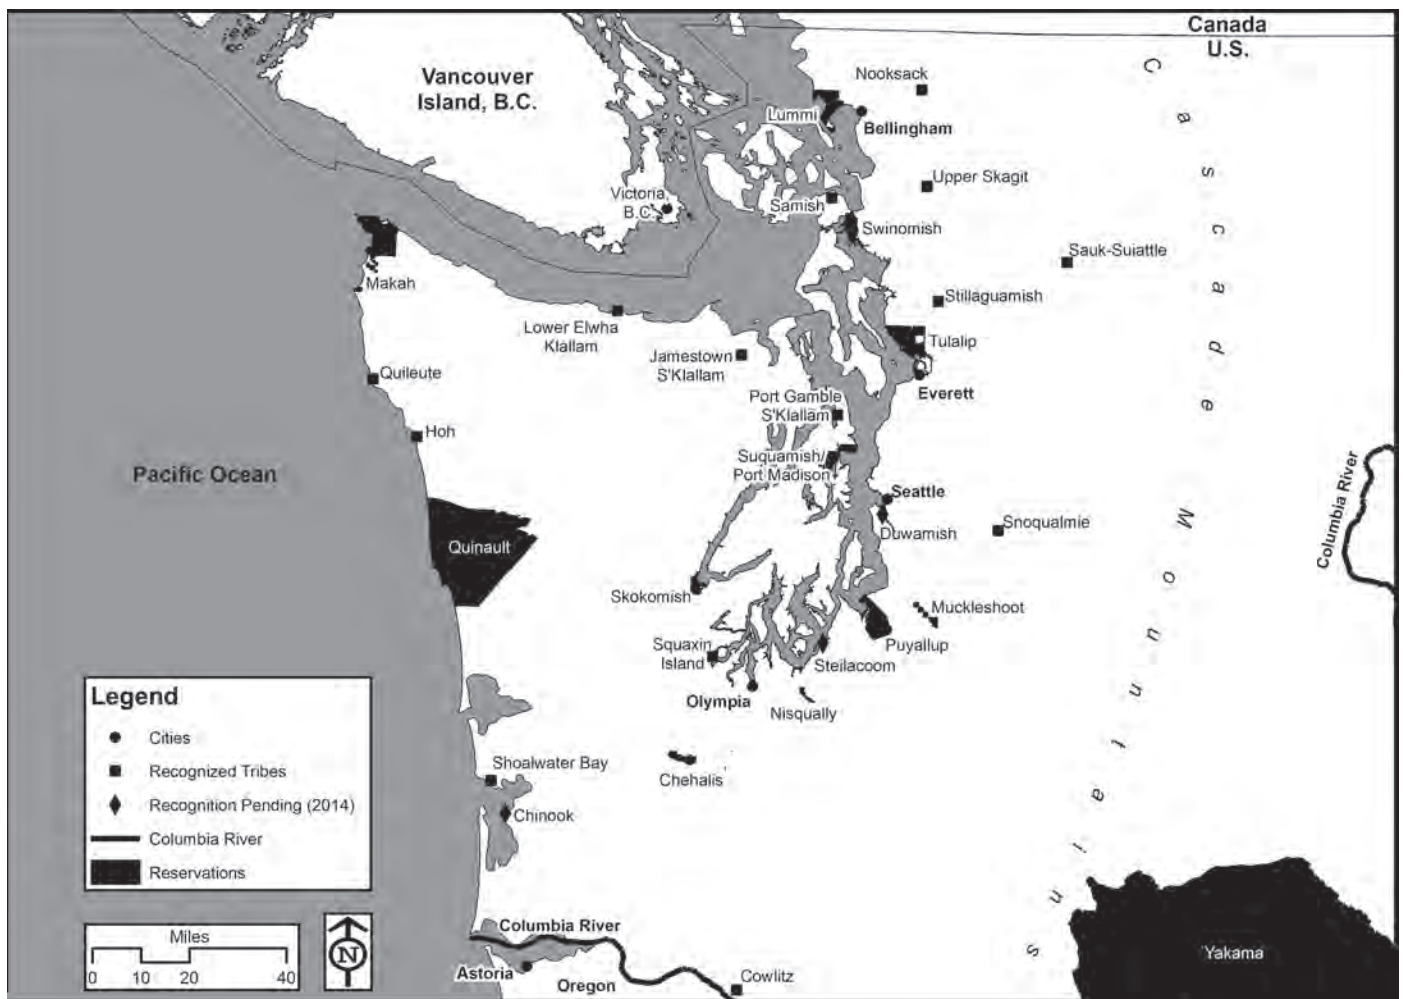 Canada
U.S.
Vancouver
Island, B.C.
Nooksack
Lummi
Bellingham
Cascade Mountains
Upper Skagit
Victoria,
B.C.
Samish
Swinomish
Sauk-Suiattle
Makah
Stillaguamish
Lower Elwha
Klallam
Tulalip
Jamestown
S'Klallam
Quileute
Everett
Port Gamble
S'Klallam
Hoh
Suquamish/
Port Madison
Pacific Ocean
Seattle
Columbia River
Duwamish
Snoqualmie
Quinault
Skokomish
Muckleshoot
Puyallup
Squaxin
Island
Steilacoom
Olympia
Nisqually
Chehalis
Shoalwater Bay
Chinook
Legend
Cities
Recognized Tribes
Recognition Pending (2014)
Columbia River
Reservations
Miles
0 10 20 40
N
Columbia River
Astoria
Oregon
Cowlitz
Yakama